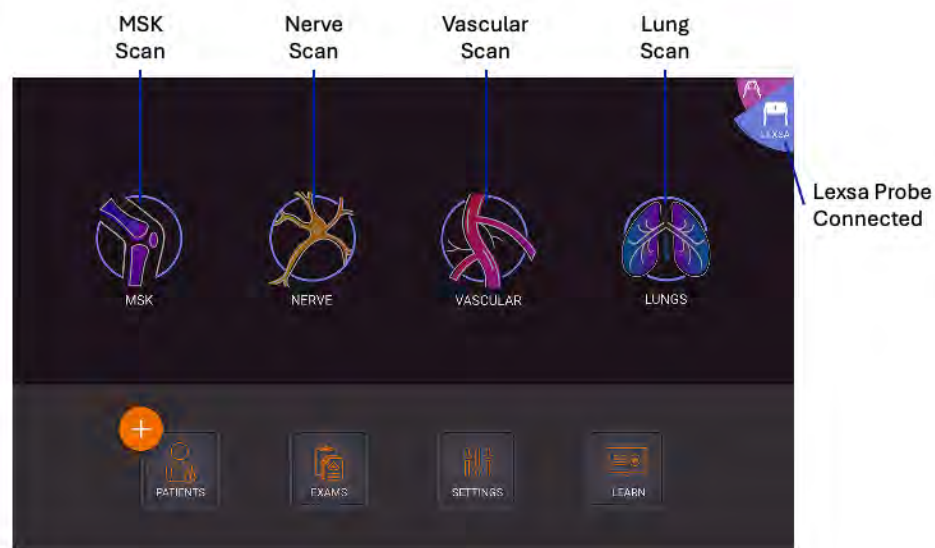 MSK
Scan
Nerve
Scan
Vascular
Scan
Lung
Scan
LEXSA
Lexsa Probe
Connected
MSK
NERVE
VASCULAR
LUNGS
+
PATIENTS
EXAMS
SETTINGS
LEARN